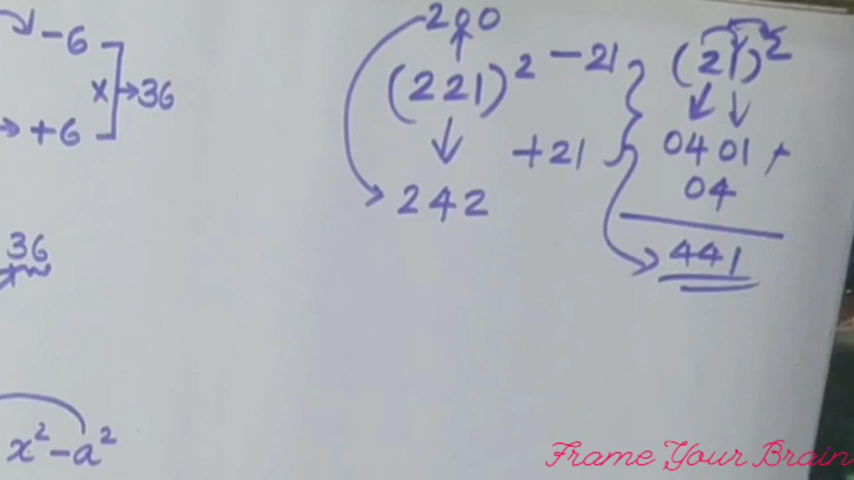 -6
× → 36
→ +6
36
x² - a²
200
(221)² - 21
↓ + 21
→ 242
(21)²
0401 +
04
441
Frame Your Brain